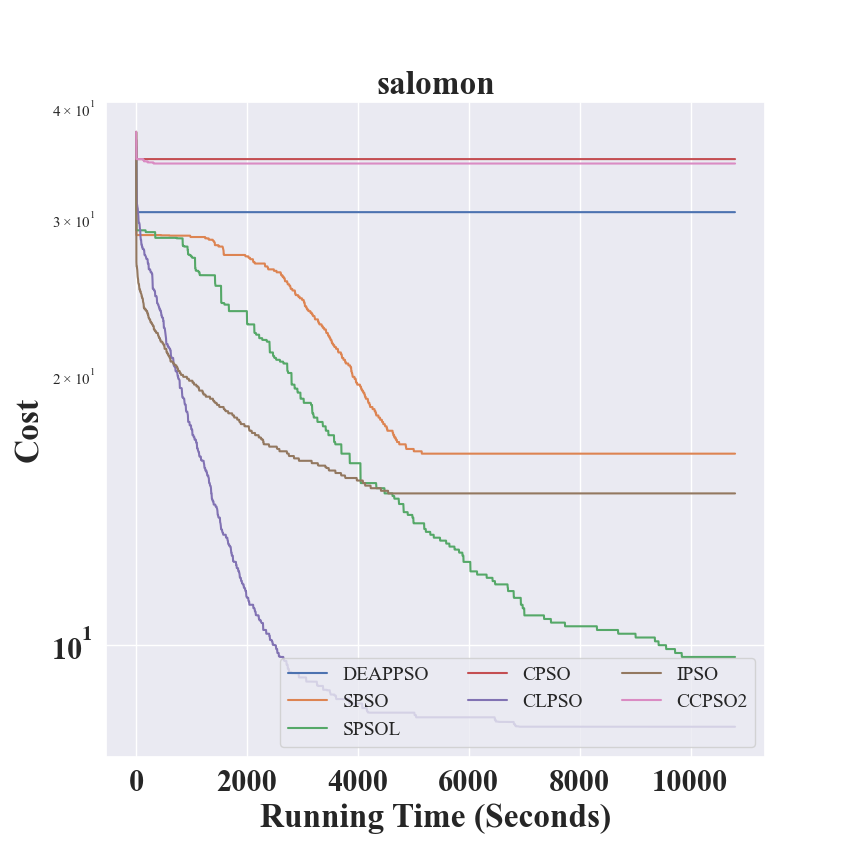 salomon
4 × 10¹
3 × 10¹
2 × 10¹
10¹
Cost
0 2000 4000 6000 8000 10000
Running Time (Seconds)
DEAPPSO CPSO IPSO
SPSO CLPSO CCPSO2
SPSOL